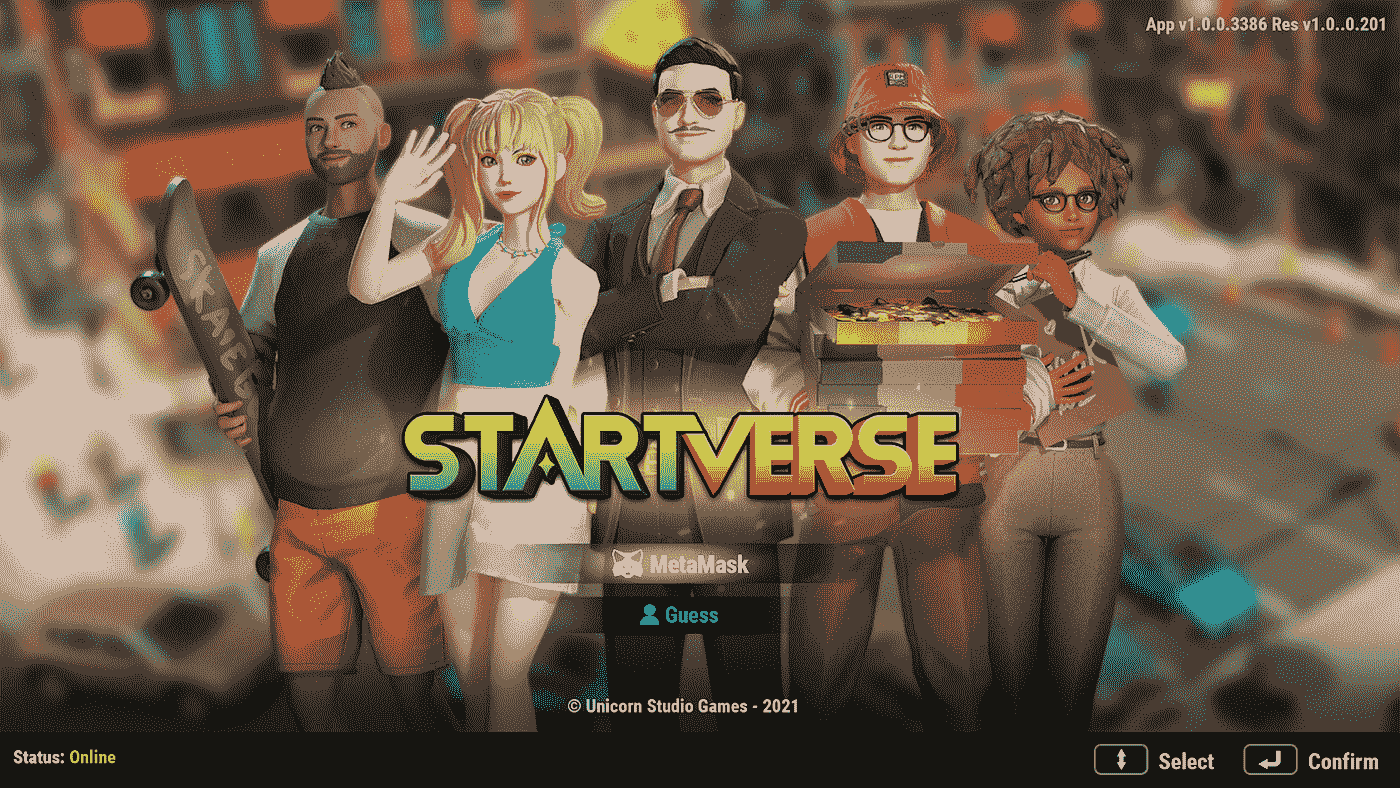 App v1.0.0.3386 Res v1.0..0.201
STARTVERSE
MetaMask
Guess
© Unicorn Studio Games - 2021
Status: Online
Select
Confirm